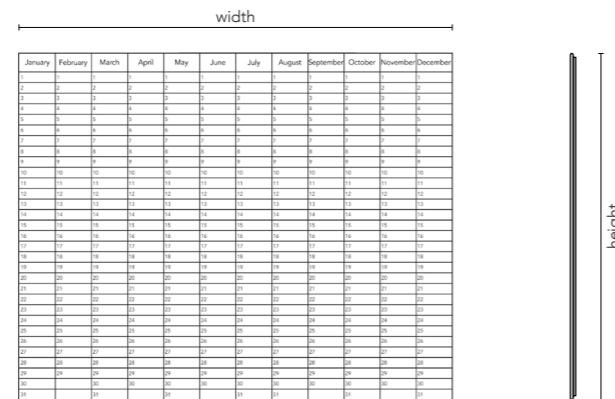 width
January February March April May June July August September October November December
1 1 1 1 1 1 1 1 1 1 1 1
2 2 2 2 2 2 2 2 2 2 2 2
3 3 3 3 3 3 3 3 3 3 3 3
4 4 4 4 4 4 4 4 4 4 4 4
5 5 5 5 5 5 5 5 5 5 5 5
6 6 6 6 6 6 6 6 6 6 6 6
7 7 7 7 7 7 7 7 7 7 7 7
8 8 8 8 8 8 8 8 8 8 8 8
9 9 9 9 9 9 9 9 9 9 9 9
10 10 10 10 10 10 10 10 10 10 10 10
11 11 11 11 11 11 11 11 11 11 11 11
12 12 12 12 12 12 12 12 12 12 12 12
13 13 13 13 13 13 13 13 13 13 13 13
14 14 14 14 14 14 14 14 14 14 14 14
15 15 15 15 15 15 15 15 15 15 15 15
16 16 16 16 16 16 16 16 16 16 16 16
17 17 17 17 17 17 17 17 17 17 17 17
18 18 18 18 18 18 18 18 18 18 18 18
19 19 19 19 19 19 19 19 19 19 19 19
20 20 20 20 20 20 20 20 20 20 20 20
21 21 21 21 21 21 21 21 21 21 21 21
22 22 22 22 22 22 22 22 22 22 22 22
23 23 23 23 23 23 23 23 23 23 23 23
24 24 24 24 24 24 24 24 24 24 24 24
25 25 25 25 25 25 25 25 25 25 25 25
26 26 26 26 26 26 26 26 26 26 26 26
27 27 27 27 27 27 27 27 27 27 27 27
28 28 28 28 28 28 28 28 28 28 28 28
29 29 29 29 29 29 29 29 29 29 29 29
30 30 30 30 30 30 30 30 30 30 30
31 31 31 31 31 31 31
height